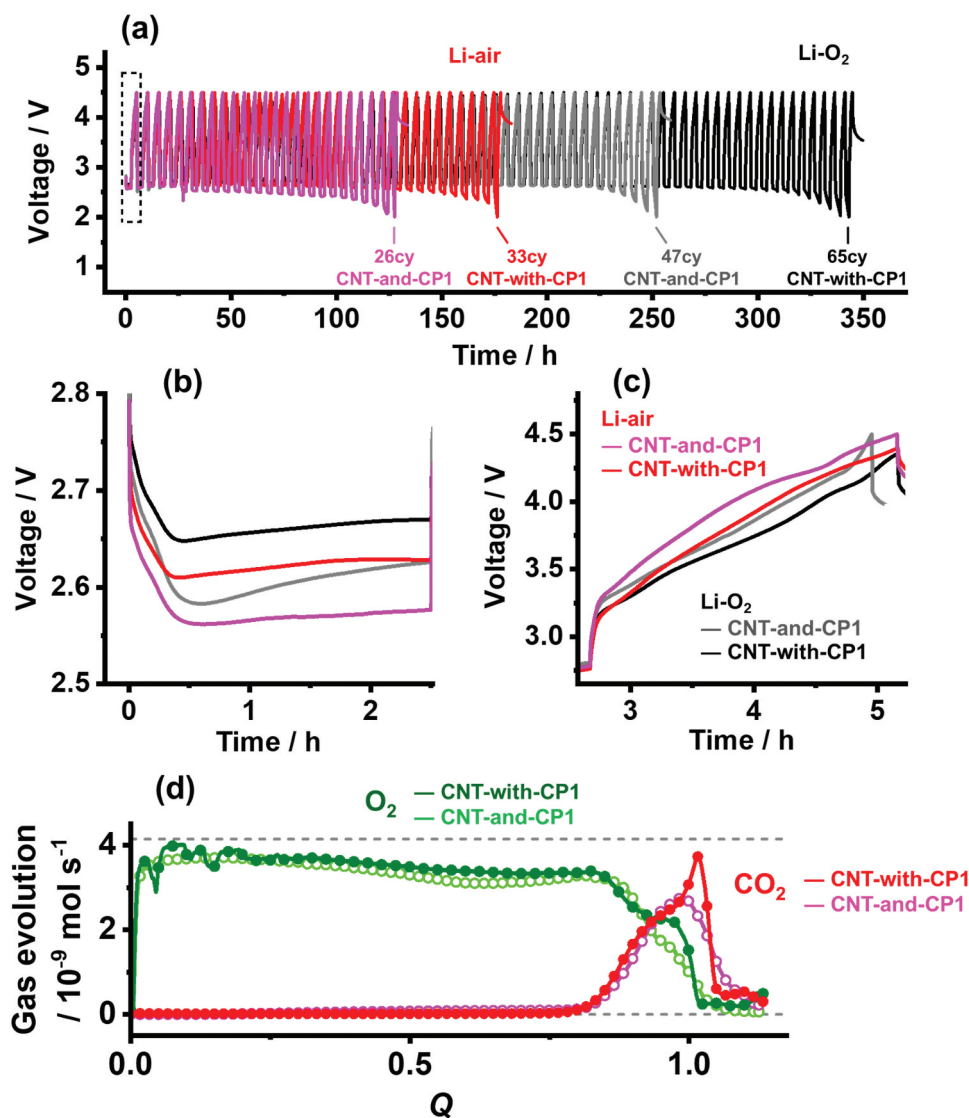 (a)
Li-air
Li-O2
Voltage / V
5
4
3
2
1
26cy
CNT-and-CP1
33cy
CNT-with-CP1
47cy
CNT-and-CP1
65cy
CNT-with-CP1
0 50 100 150 200 250 300 350
Time / h
(b)
Voltage / V
2.8
2.7
2.6
2.5
0 1 2
Time / h
(c)
Voltage / V
4.5
4.0
3.5
3.0
Li-air
CNT-and-CP1
CNT-with-CP1
Li-O2
CNT-and-CP1
CNT-with-CP1
3 4 5
Time / h
(d)
O2
CNT-with-CP1
CNT-and-CP1
Gas evolution
/ 10-9 mol s-1
4
2
0
CO2
CNT-with-CP1
CNT-and-CP1
0.0 0.5 1.0
Q